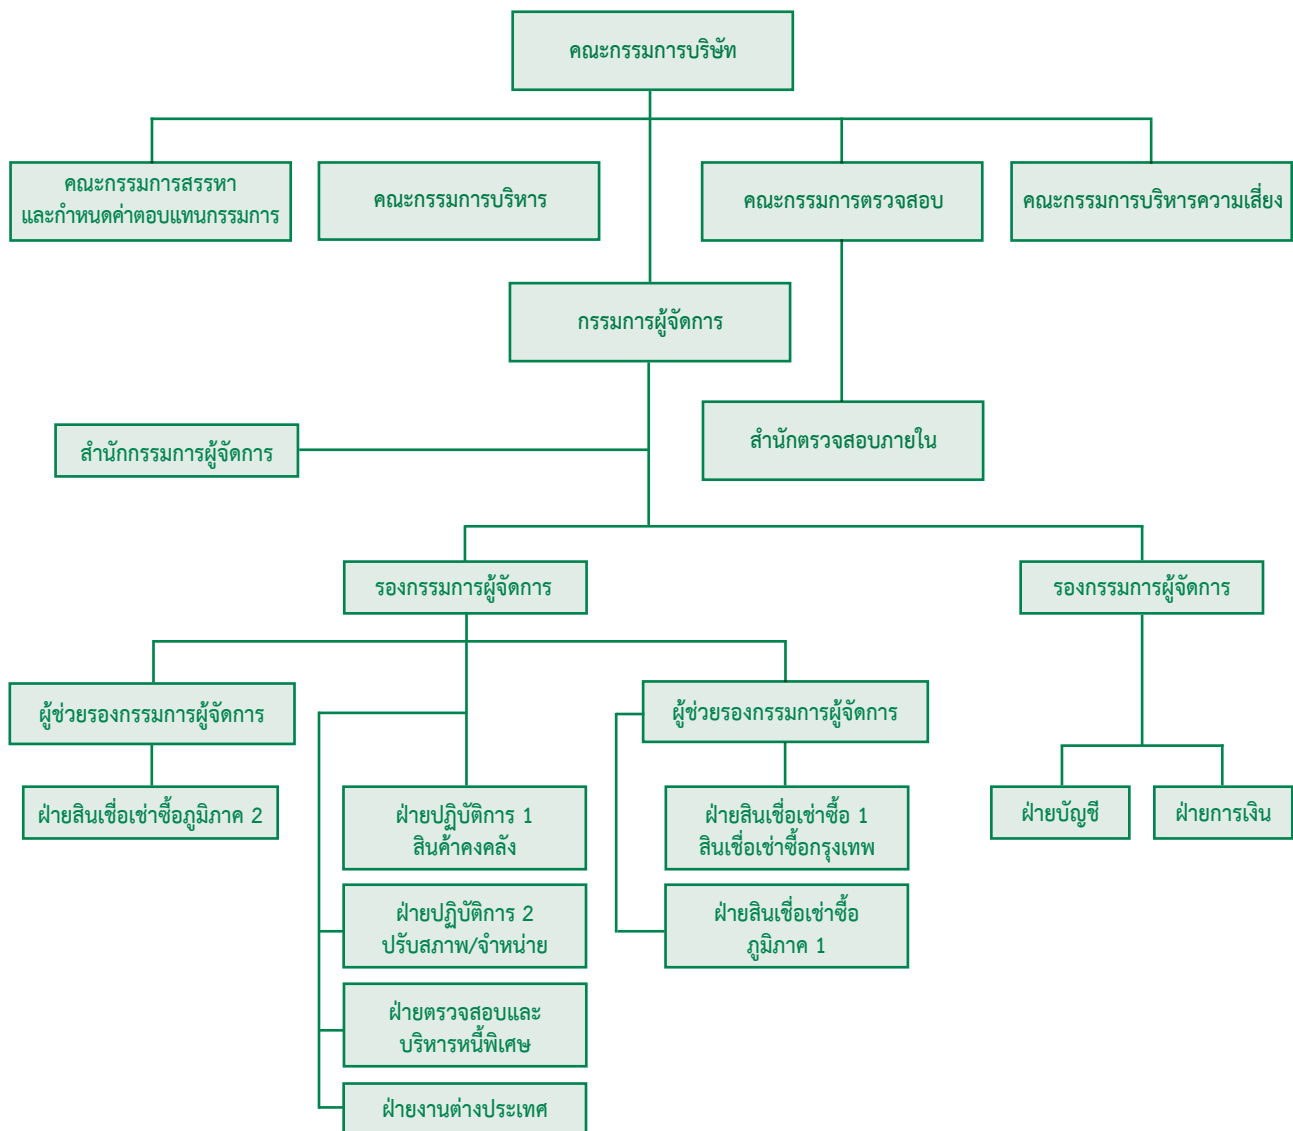 คณะกรรมการบริษัท
คณะกรรมการสรรหา
และกำหนดค่าตอบแทนกรรมการ
คณะกรรมการบริหาร
คณะกรรมการตรวจสอบ
คณะกรรมการบริหารความเสี่ยง
กรรมการผู้จัดการ
สำนักกรรมการผู้จัดการ
สำนักตรวจสอบภายใน
รองกรรมการผู้จัดการ
รองกรรมการผู้จัดการ
ผู้ช่วยรองกรรมการผู้จัดการ
ผู้ช่วยรองกรรมการผู้จัดการ
ฝ่ายสินเชื่อเช่าซื้อภูมิภาค 2
ฝ่ายปฏิบัติการ 1
สินค้าคงคลัง
ฝ่ายสินเชื่อเช่าซื้อ 1
สินเชื่อเช่าซื้อกรุงเทพ
ฝ่ายบัญชี
ฝ่ายการเงิน
ฝ่ายปฏิบัติการ 2
ปรับสภาพ/จำหน่าย
ฝ่ายสินเชื่อเช่าซื้อ
ภูมิภาค 1
ฝ่ายตรวจสอบและ
บริหารหนี้พิเศษ
ฝ่ายงานต่างประเทศ